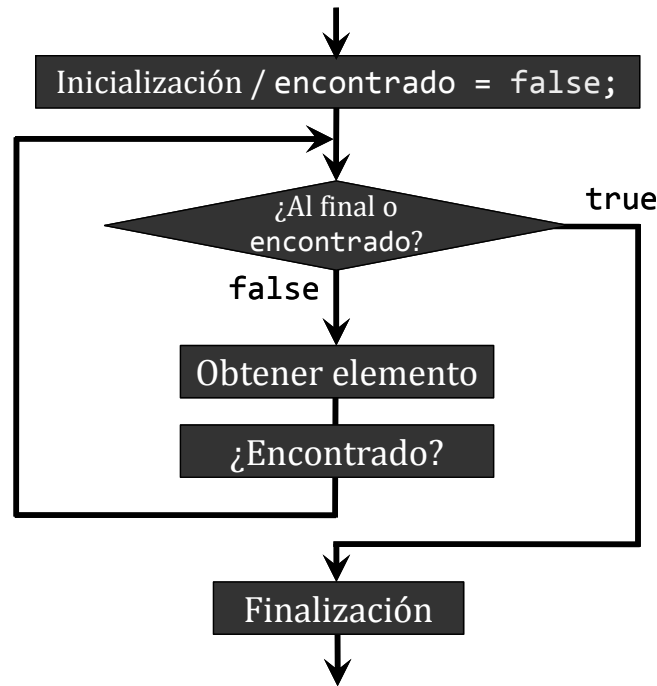 Inicialización / encontrado = false;
¿Al final o
encontrado?
true
false
Obtener elemento
¿Encontrado?
Finalización